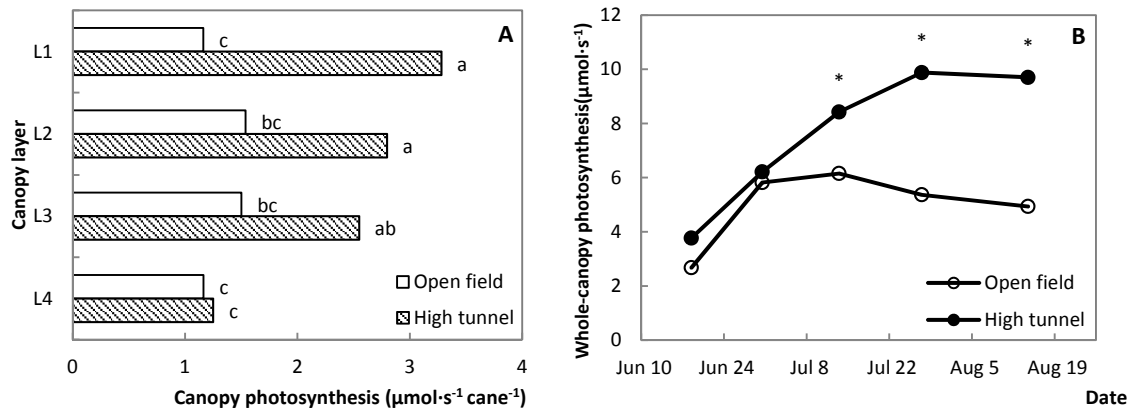 A
L1
c
a
L2
bc
a
L3
bc
ab
L4
c
c
Open field
High tunnel
0 1 2 3 4
Canopy layer
Canopy photosynthesis (µmol·s⁻¹ cane⁻¹)
B
12
10
8
6
4
2
0
* * *
Open field
High tunnel
Jun 10 Jun 24 Jul 8 Jul 22 Aug 5 Aug 19
Whole-canopy photosynthesis(µmol·s⁻¹)
Date